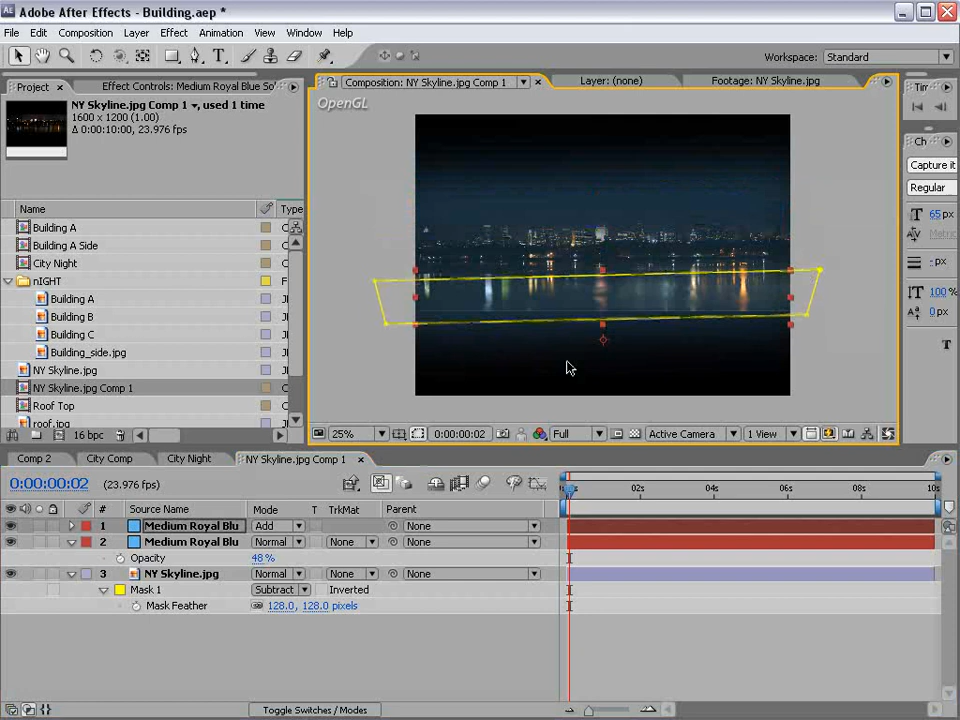 Adobe After Effects - Building.aep *
File Edit Composition Layer Effect Animation View Window Help
Workspace: Standard
Project Effect Controls: Medium Royal Blue So
NY Skyline.jpg Comp 1, used 1 time
1600 x 1200 (1.00)
Δ 0:00:10:00, 23.976 fps
Name Type
Building A
Building A Side
City Night
nIGHT F
Building A
Building B
Building C
Building_side.jpg
NY Skyline.jpg
NY Skyline.jpg Comp 1
Roof Top
roof.jpg
16 bpc
Composition: NY Skyline.jpg Comp 1 Layer: (none) Footage: NY Skyline.jpg
OpenGL
25% 0:00:00:02 Full Active Camera 1 View
Tir
Ch
Capture it
Regular
65 px
Metric
- px
100 %
0 px
T
Comp 2 City Comp City Night NY Skyline.jpg Comp 1
0:00:00:02 (23.976 fps)
02s 04s 06s 08s 10s
# Source Name Mode T TrkMat Parent
1 Medium Royal Blu Add None
2 Medium Royal Blu Normal None None
Opacity 48%
3 NY Skyline.jpg Normal None None
Mask 1 Subtract Inverted
Mask Feather 128.0, 128.0 pixels
Toggle Switches / Modes